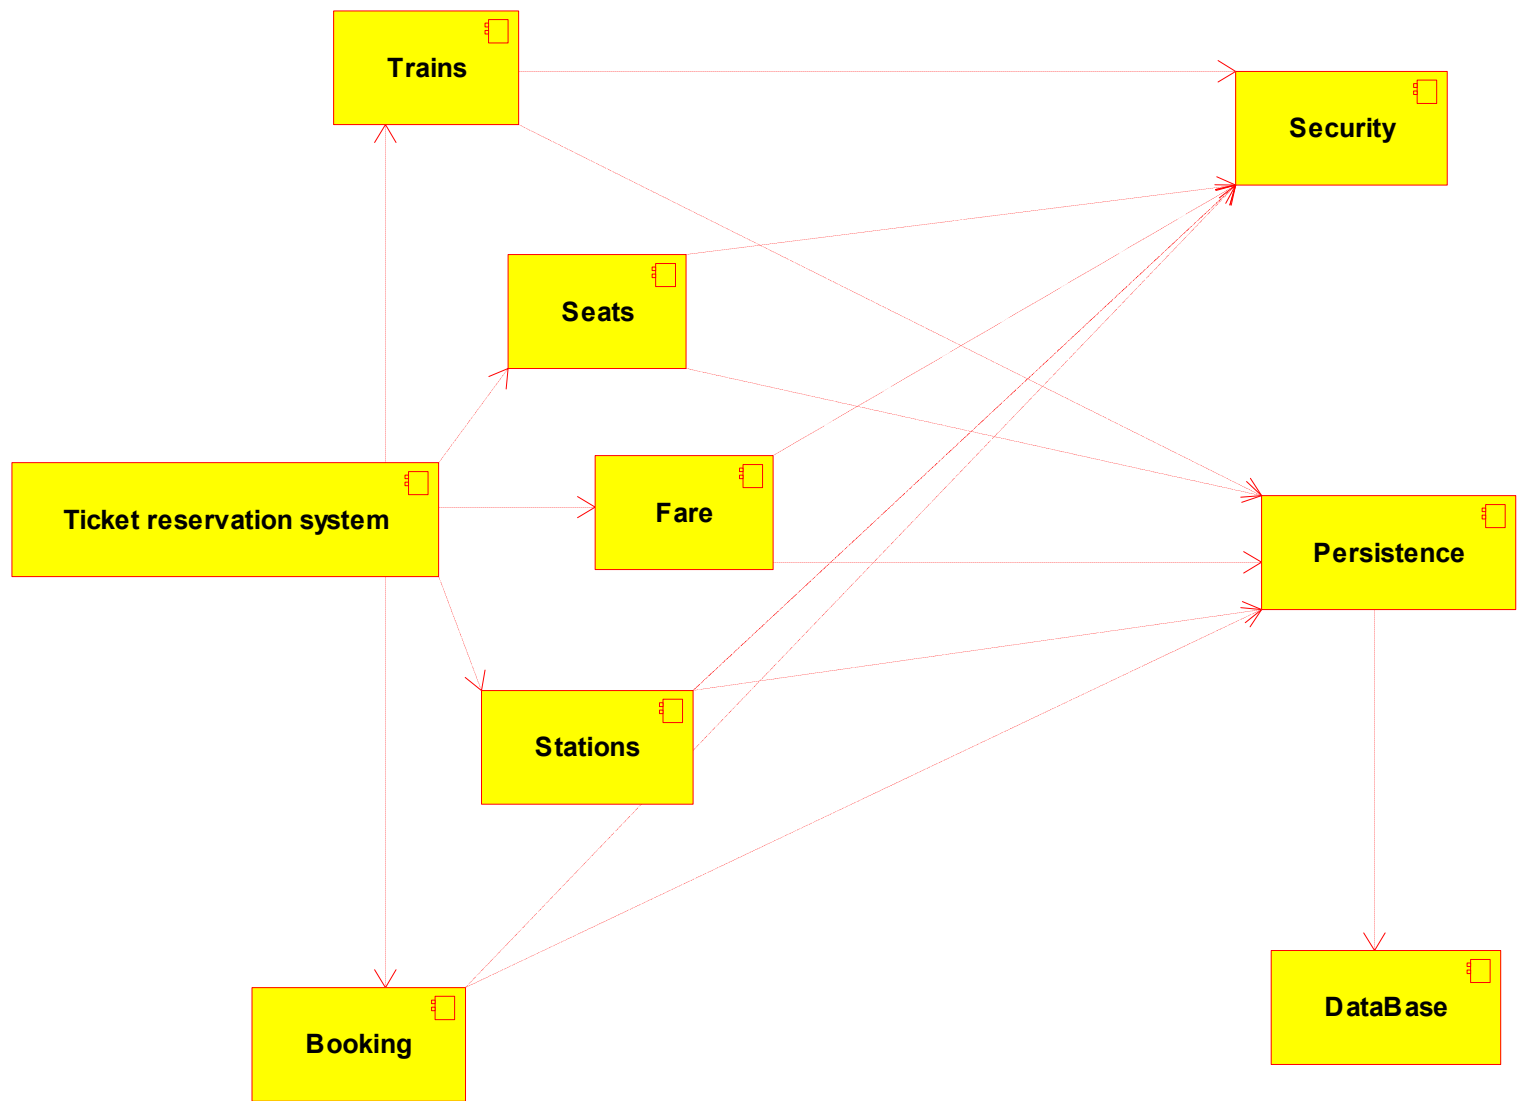 Trains
Security
Seats
Ticket reservation system
Fare
Persistence
Stations
DataBase
Booking